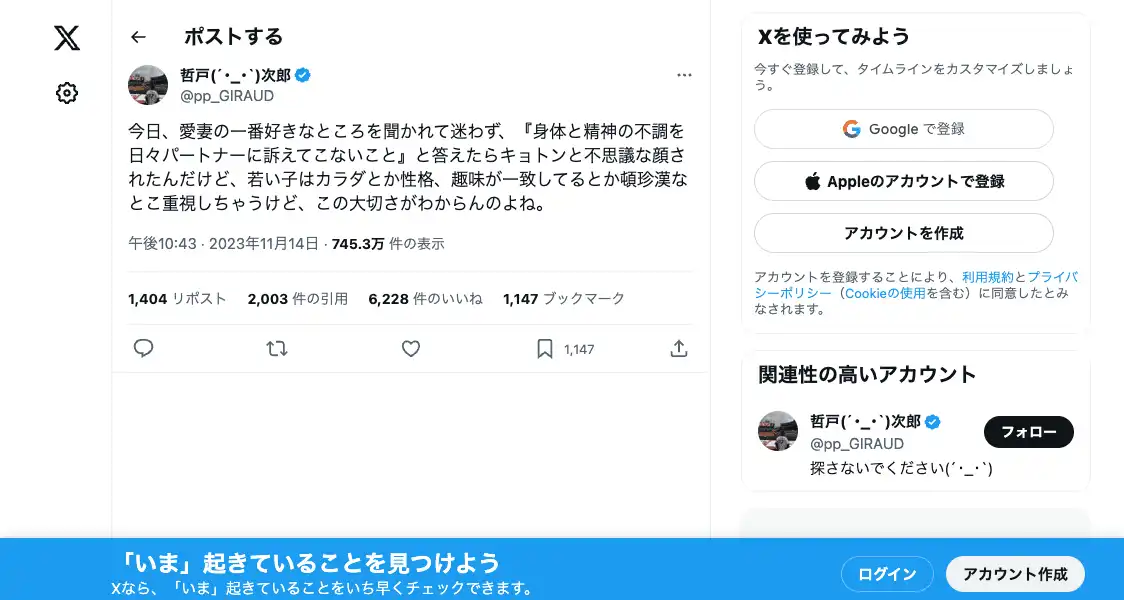 ポストする
哲戸(´･_･`)次郎
@pp_GIRAUD
今日、愛妻の一番好きなところを聞かれて迷わず、『身体と精神の不調を
日々パートナーに訴えてこないこと』と答えたらキョトンと不思議な顔さ
れたんだけど、若い子はカラダとか性格、趣味が一致してるとか頓珍漢な
とこ重視しちゃうけど、この大切さがわからんのよね。
午後10:43 · 2023年11月14日 · 745.3万 件の表示
1,404 リポスト 2,003 件の引用 6,228 件のいいね 1,147 ブックマーク
1,147
Xを使ってみよう
今すぐ登録して、タイムラインをカスタマイズしましょ
う。
Google で登録
Appleのアカウントで登録
アカウントを作成
アカウントを登録することにより、利用規約とプライバ
シーポリシー（Cookieの使用を含む）に同意したとみ
なされます。
関連性の高いアカウント
哲戸(´･_･`)次郎
@pp_GIRAUD
フォロー
探さないでください(´･_･`)
「いま」起きていることを見つけよう
Xなら、「いま」起きていることをいち早くチェックできます。
ログイン
アカウント作成